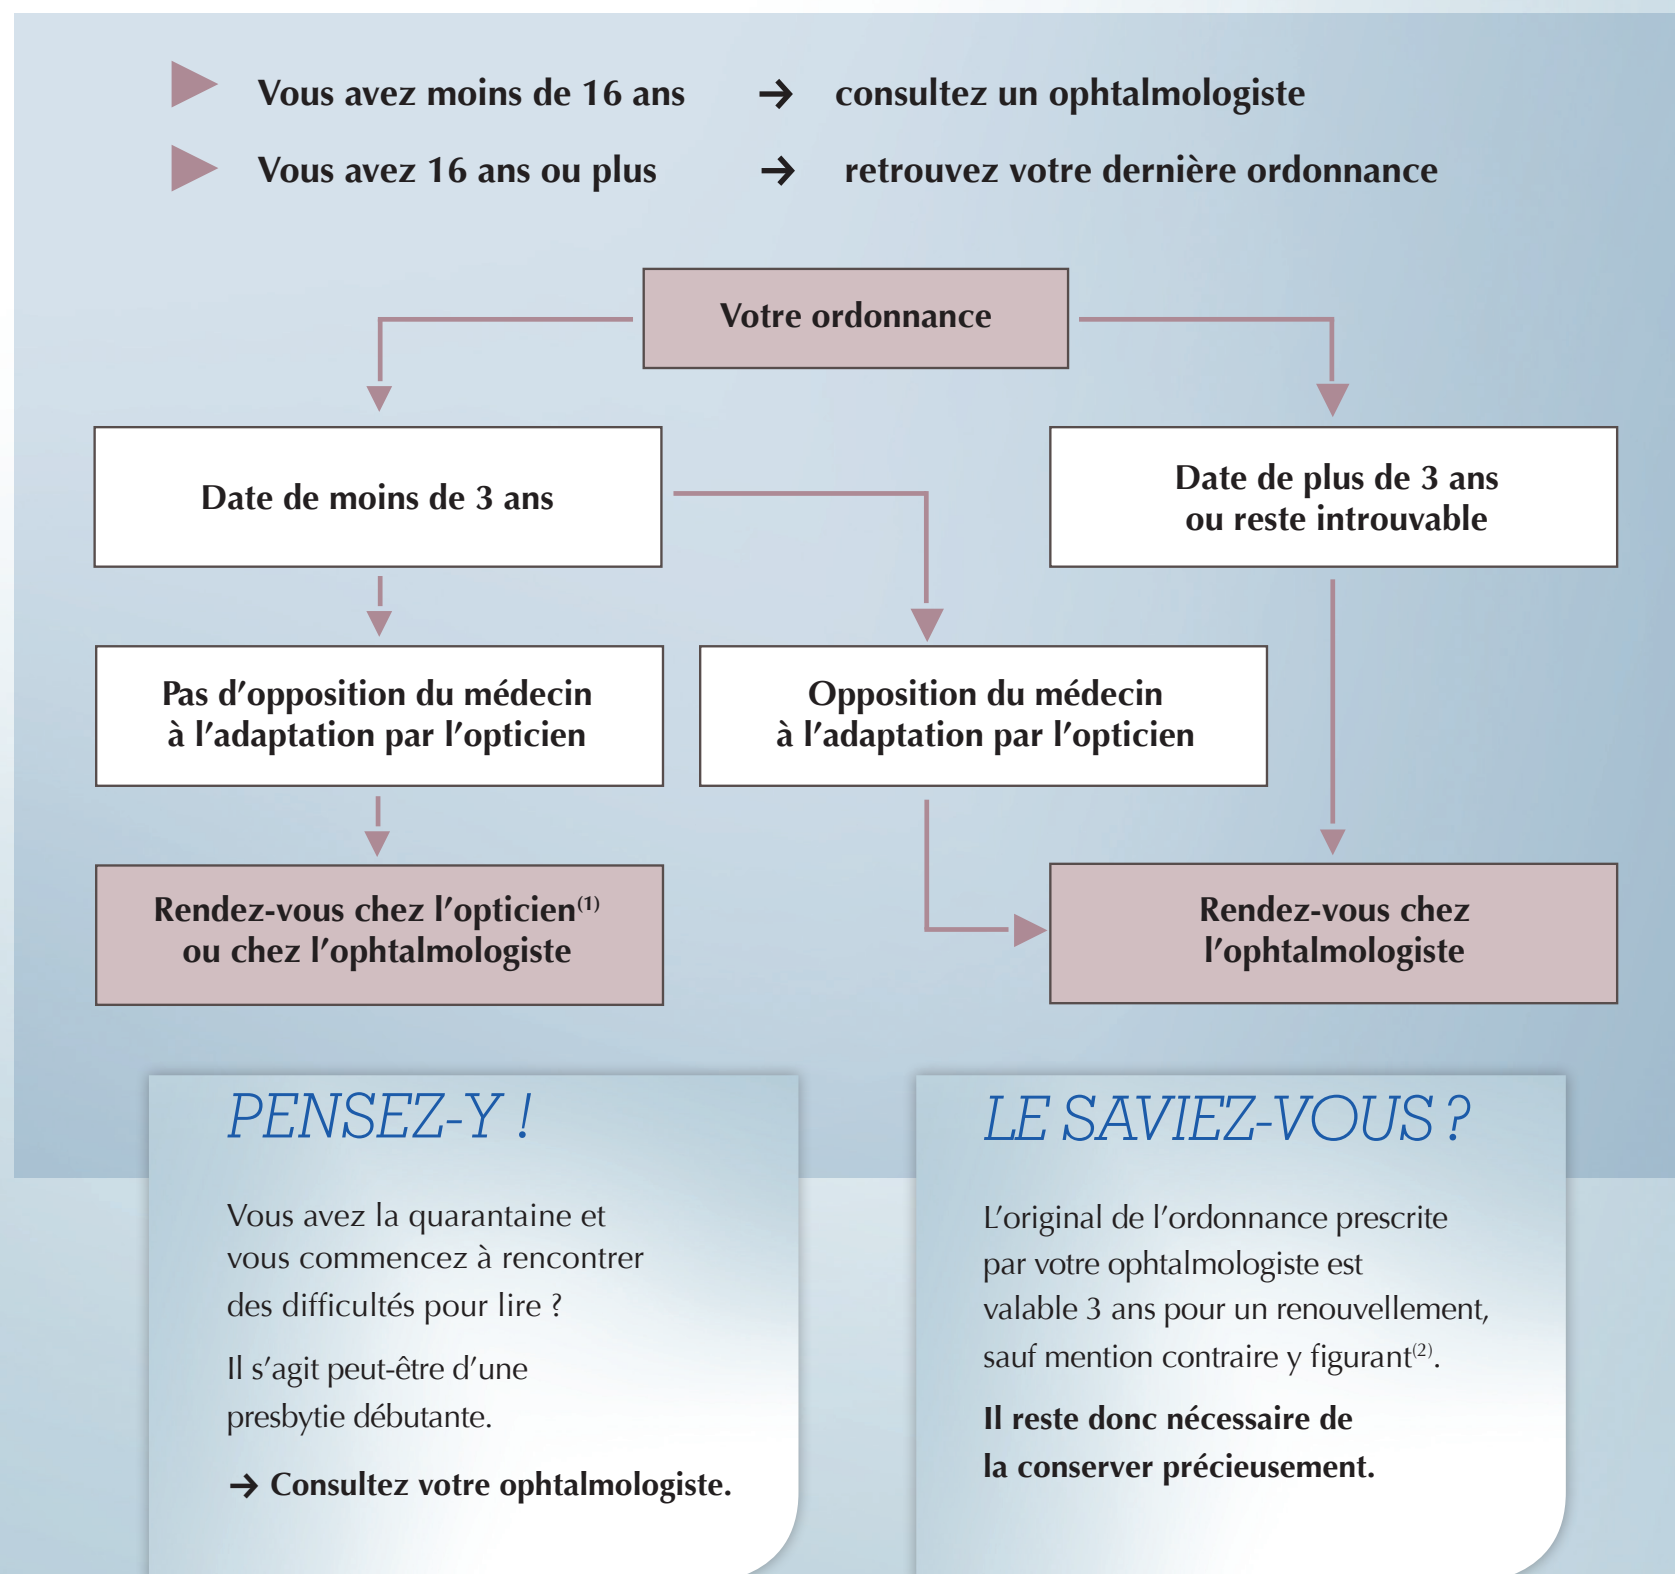 Vous avez moins de 16 ans → consultez un ophtalmologiste
Vous avez 16 ans ou plus → retrouvez votre dernière ordonnance
Votre ordonnance
Date de moins de 3 ans
Date de plus de 3 ans
ou reste introuvable
Pas d’opposition du médecin
à l’adaptation par l’opticien
Opposition du médecin
à l’adaptation par l’opticien
Rendez-vous chez l’opticien(1)
ou chez l’ophtalmologiste
Rendez-vous chez
l’ophtalmologiste
PENSEZ-Y !
Vous avez la quarantaine et
vous commencez à rencontrer
des difficultés pour lire ?
Il s’agit peut-être d’une
presbytie débutante.
→ Consultez votre ophtalmologiste.
LE SAVIEZ-VOUS ?
L’original de l’ordonnance prescrite
par votre ophtalmologiste est
valable 3 ans pour un renouvellement,
sauf mention contraire y figurant(2).
Il reste donc nécessaire de
la conserver précieusement.